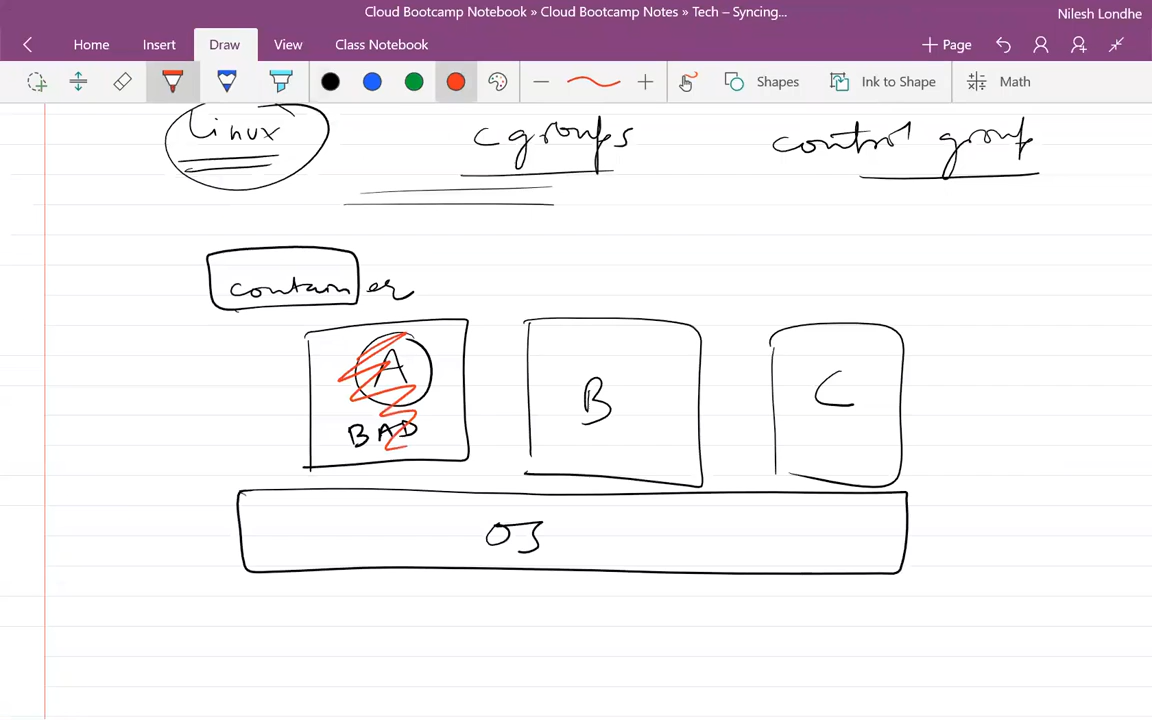 Cloud Bootcamp Notebook » Cloud Bootcamp Notes » Tech – Syncing...
Nilesh Londhe
Home Insert Draw View Class Notebook Page
Shapes Ink to Shape Math
Linux cgroups control group
container
A B C
BAD
OS